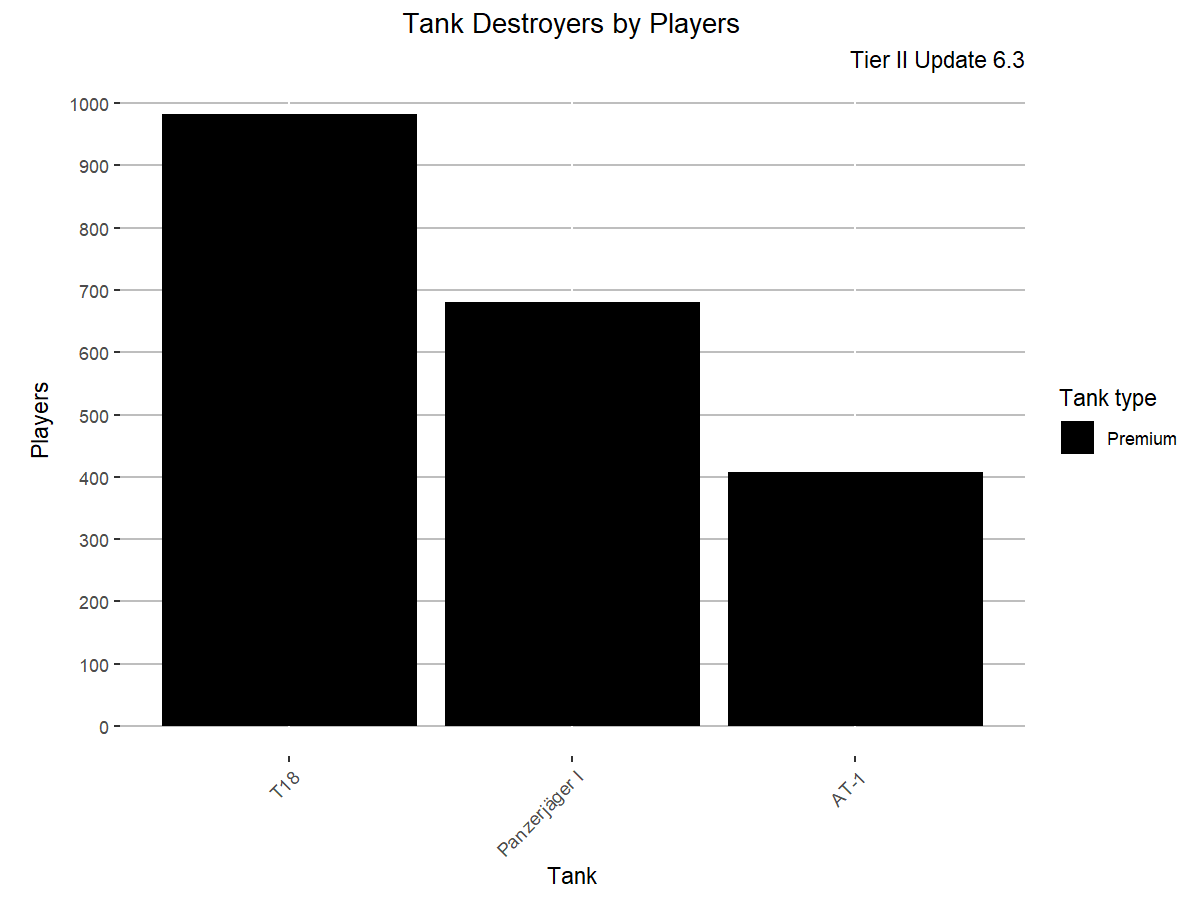 Tank Destroyers by Players
Tier II Update 6.3
Players
1000
900
800
700
600
500
400
300
200
100
0
T18
Panzerjäger I
AT-1
Tank
Tank type
Premium